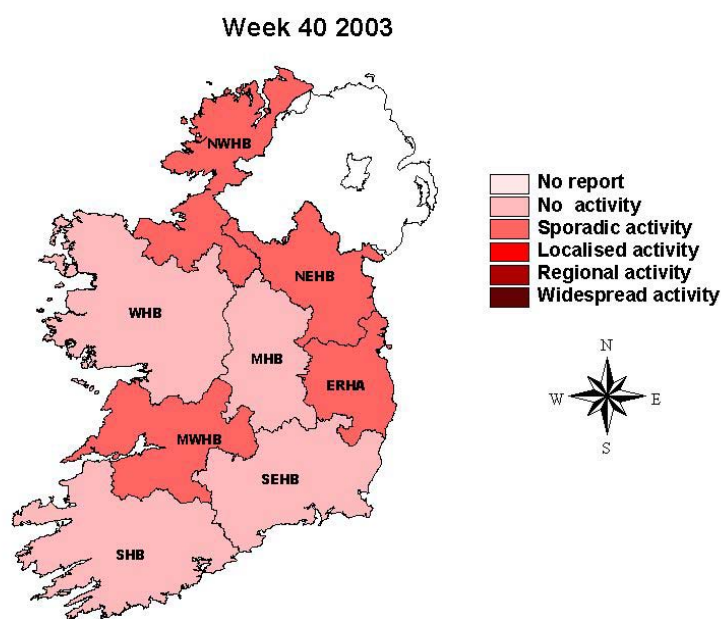 Week 40 2003
NWHB
No report
No activity
Sporadic activity
Localised activity
Regional activity
Widespread activity
NEHB
WHB
MHB
ERHA
MWHB
SEHB
SHB
N
W
E
S